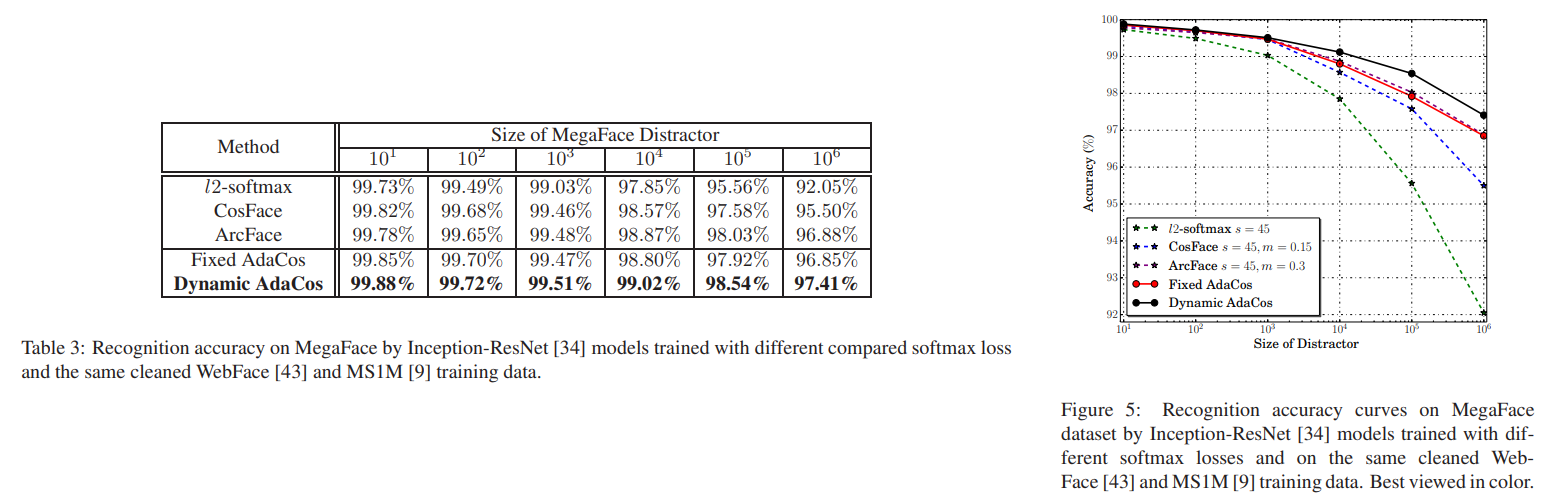 Method Size of MegaFace Distractor
10^1 10^2 10^3 10^4 10^5 10^6
l2-softmax 99.73% 99.49% 99.03% 97.85% 95.56% 92.05%
CosFace 99.82% 99.68% 99.46% 98.57% 97.58% 95.50%
ArcFace 99.78% 99.65% 99.48% 98.87% 98.03% 96.88%
Fixed AdaCos 99.85% 99.70% 99.47% 98.80% 97.92% 96.85%
Dynamic AdaCos 99.88% 99.72% 99.51% 99.02% 98.54% 97.41%
Table 3: Recognition accuracy on MegaFace by Inception-ResNet [34] models trained with different compared softmax loss
and the same cleaned WebFace [43] and MS1M [9] training data.
100
99
98
97
96
95
94
93
92
Accuracy (%)
l2-softmax s = 45
CosFace s = 45, m = 0.15
ArcFace s = 45, m = 0.3
Fixed AdaCos
Dynamic AdaCos
10^1 10^2 10^3 10^4 10^5 10^6
Size of Distractor
Figure 5: Recognition accuracy curves on MegaFace
dataset by Inception-ResNet [34] models trained with dif-
ferent softmax losses and on the same cleaned Web-
Face [43] and MS1M [9] training data. Best viewed in color.